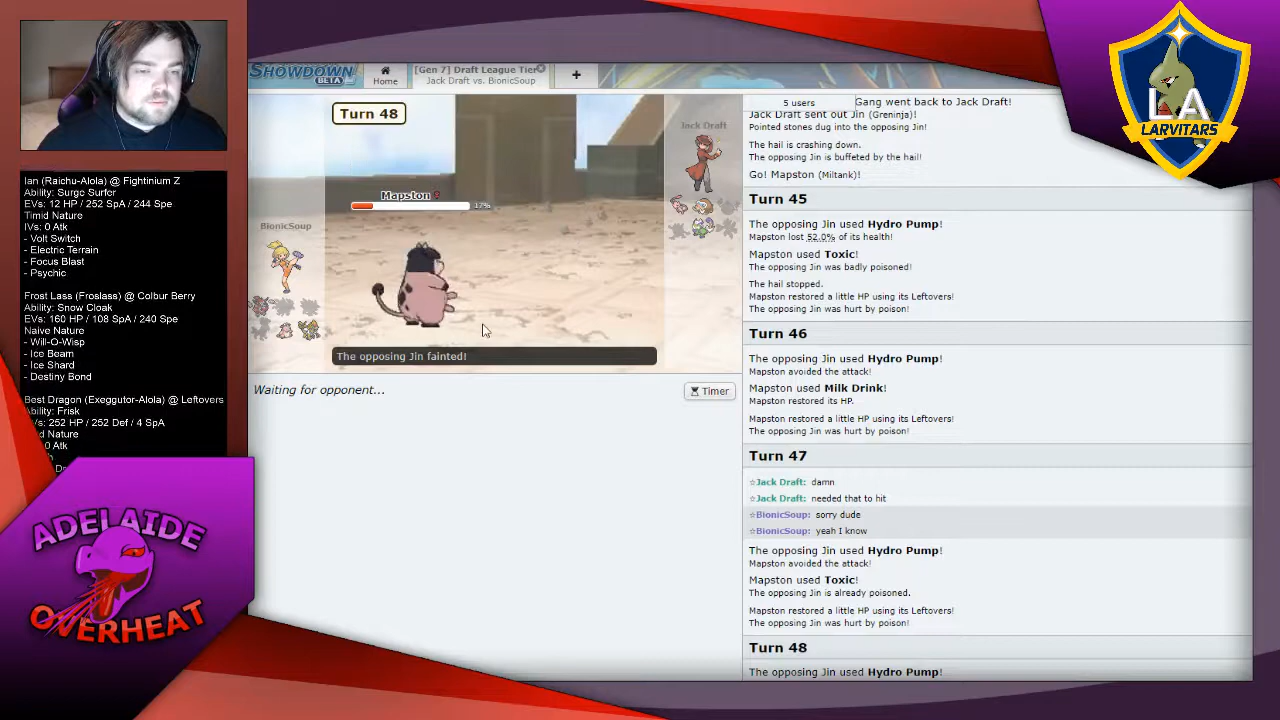 Ian (Raichu-Alola) @ Fightinium Z
Ability: Surge Surfer
EVs: 12 HP / 252 SpA / 244 Spe
Timid Nature
IVs: 0 Atk
- Volt Switch
- Electric Terrain
- Focus Blast
- Psychic
Frost Lass (Froslass) @ Colbur Berry
Ability: Snow Cloak
EVs: 160 HP / 108 SpA / 240 Spe
Naive Nature
- Will-O-Wisp
- Ice Beam
- Ice Shard
- Destiny Bond
Best Dragon (Exeggutor-Alola) @ Leftovers
Ability: Frisk
EVs: 252 HP / 252 Def / 4 SpA
0 Atk
ADELAIDE
OVERHEAT
SHOWDOWN
BETA
Home
[Gen 7] Draft League Tier
Jack Draft vs. BionicSoup
+
Turn 48
Mapston
17%
BionicSoup
Jack Draft
The opposing Jin fainted!
Waiting for opponent...
Timer
5 users
Gang went back to Jack Draft!
Jack Draft sent out Jin (Greninja)!
Pointed stones dug into the opposing Jin!
The hail is crashing down.
The opposing Jin is buffeted by the hail!
Go! Mapston (Miltank)!
Turn 45
The opposing Jin used Hydro Pump!
Mapston lost 52.0% of its health!
Mapston used Toxic!
The opposing Jin was badly poisoned!
The hail stopped.
Mapston restored a little HP using its Leftovers!
The opposing Jin was hurt by poison!
Turn 46
The opposing Jin used Hydro Pump!
Mapston avoided the attack!
Mapston used Milk Drink!
Mapston restored its HP.
Mapston restored a little HP using its Leftovers!
The opposing Jin was hurt by poison!
Turn 47
☆Jack Draft: damn
☆Jack Draft: needed that to hit
☆BionicSoup: sorry dude
☆BionicSoup: yeah I know
The opposing Jin used Hydro Pump!
Mapston avoided the attack!
Mapston used Toxic!
The opposing Jin is already poisoned.
Mapston restored a little HP using its Leftovers!
The opposing Jin was hurt by poison!
Turn 48
The opposing Jin used Hydro Pump!
LA
LARVITARS